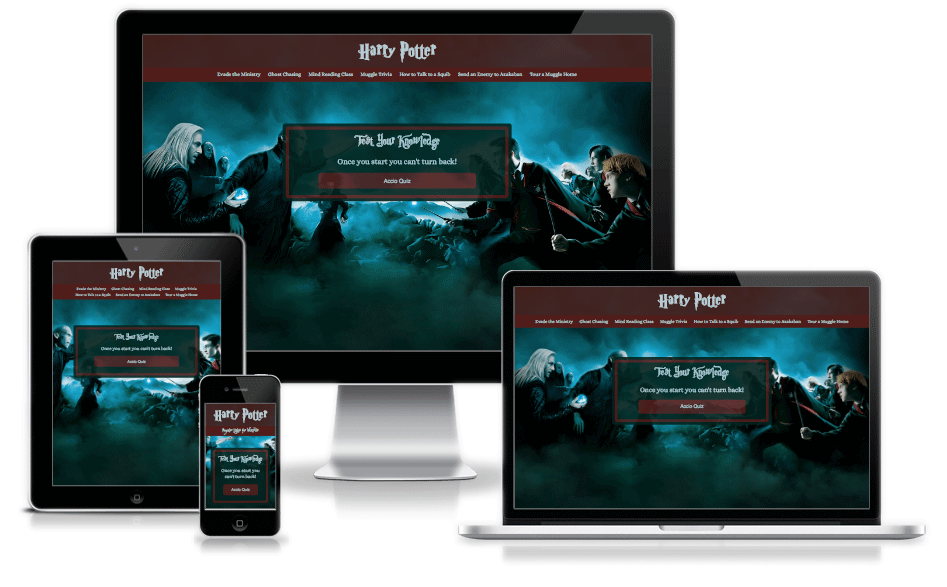 Harry Potter
Evade the Ministry Ghost Chasing Mind Reading Class Muggle Trivia How to Talk to a Squib Send an Enemy to Azakaban Tour a Muggle Home
Test Your Knowledge
Once you start you can't turn back!
Accio Quiz
Harry Potter
Evade the Ministry Ghost Chasing Mind Reading Class Muggle Trivia
How to Talk to a Squib Send an Enemy to Azakaban Tour a Muggle Home
Test Your Knowledge
Once you start you can't turn back!
Accio Quiz
Harry Potter
Test Your Knowledge
Once you start you
can't turn back!
Accio Quiz
Harry Potter
Evade the Ministry Ghost Chasing Mind Reading Class Muggle Trivia How to Talk to a Squib Send an Enemy to Azakaban Tour a Muggle Home
Test Your Knowledge
Once you start you can't turn back!
Accio Quiz